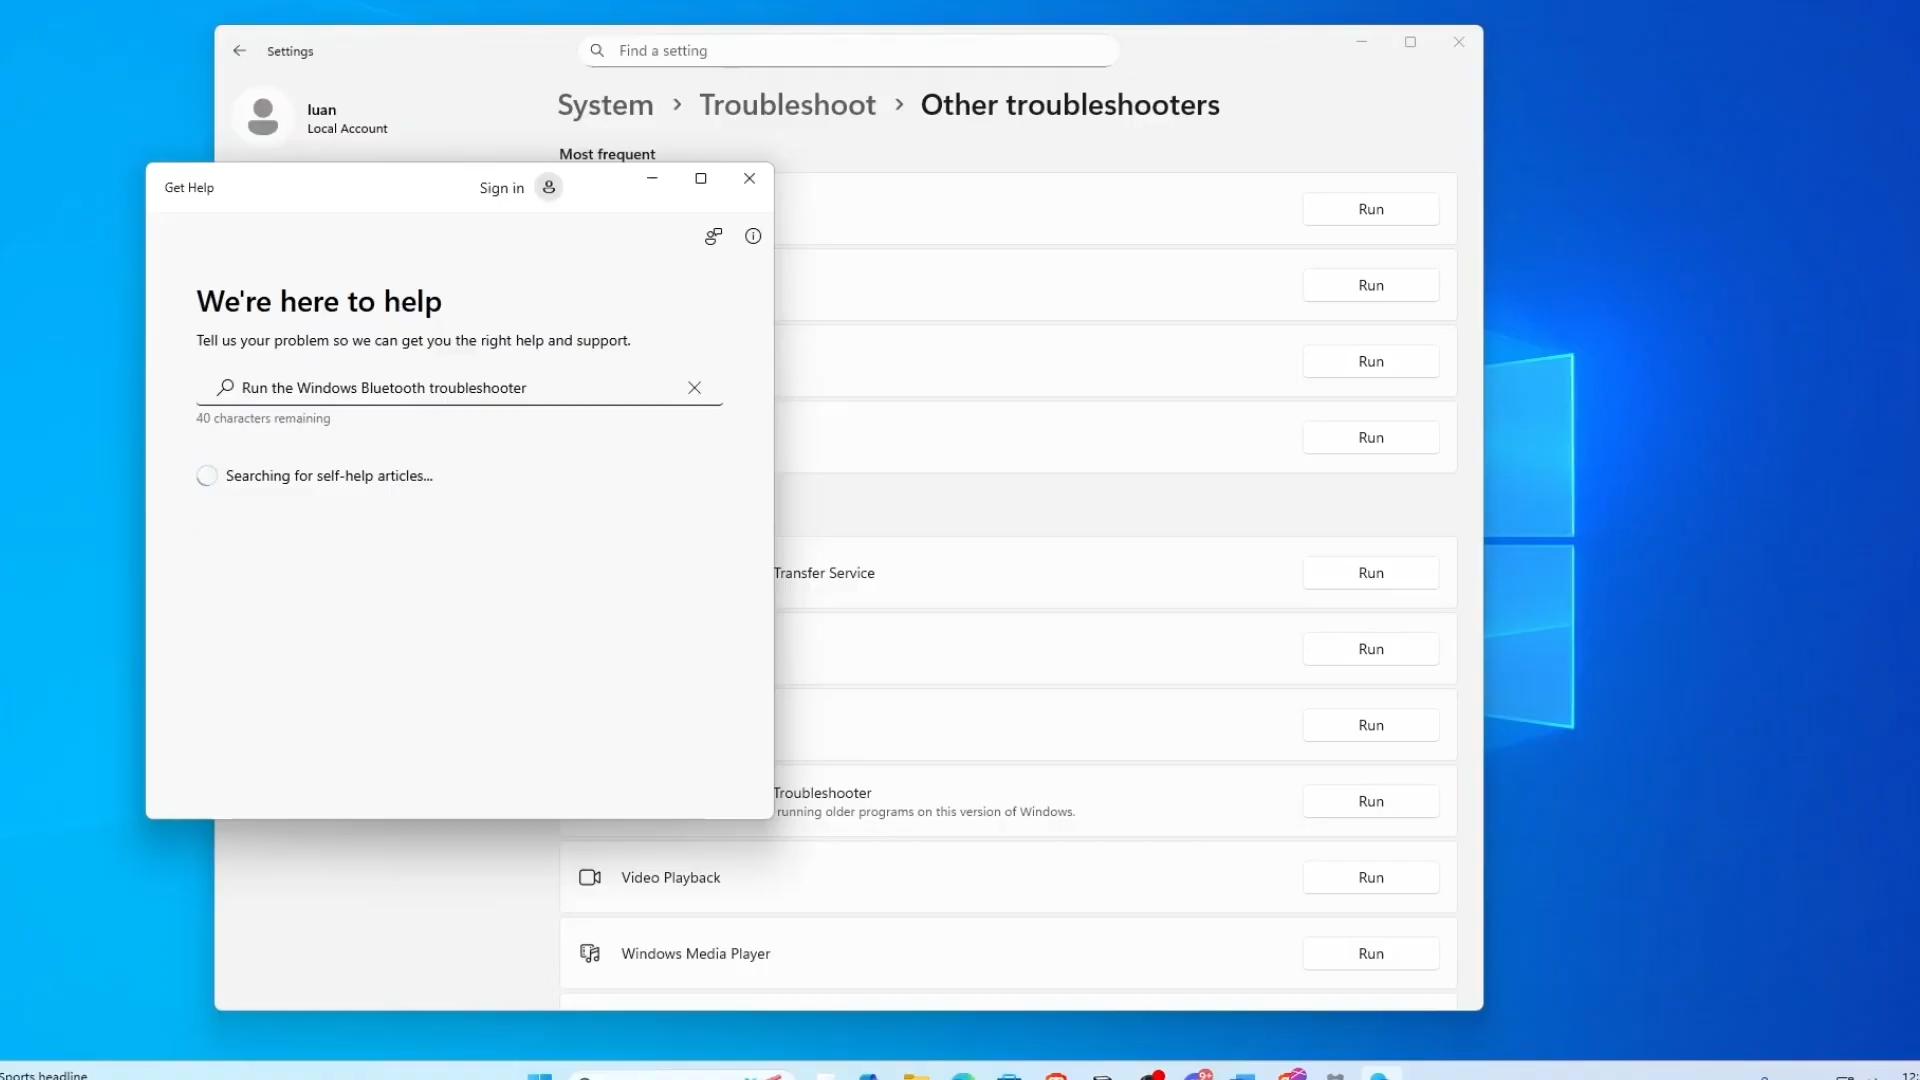 Settings
Find a setting
luan
Local Account
System > Troubleshoot > Other troubleshooters
Most frequent
Get Help
Sign in
Run
We're here to help
Tell us your problem so we can get you the right help and support.
Run the Windows Bluetooth troubleshooter
40 characters remaining
Searching for self-help articles...
Run
Run
Run
Transfer Service
Run
Run
Run
Troubleshooter
running older programs on this version of Windows.
Run
Video Playback
Run
Windows Media Player
Run
Sports headline
9+